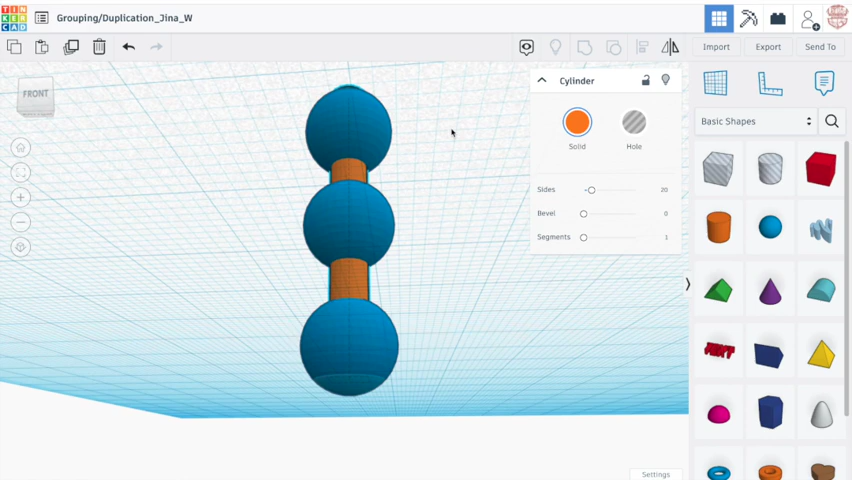 TIN
KER
CAD
Grouping/Duplication_Jina_W
Import
Export
Send To
FRONT
Cylinder
Solid
Hole
Sides
20
Bevel
0
Segments
1
Basic Shapes
TEXT
Settings